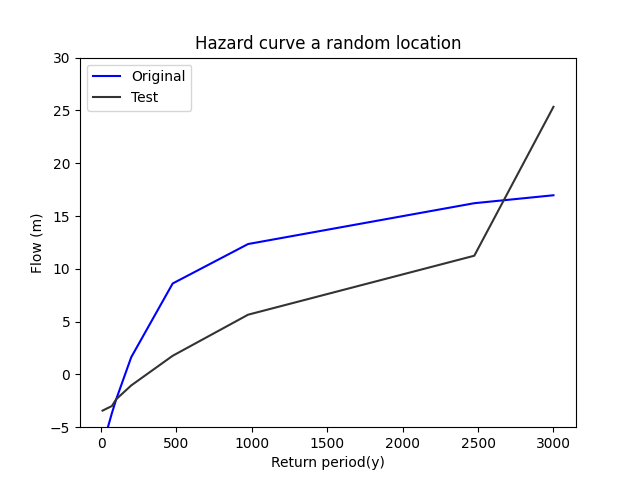 Hazard curve a random location
Original
Test
Flow (m)
30
25
20
15
10
5
0
−5
0 500 1000 1500 2000 2500 3000
Return period(y)